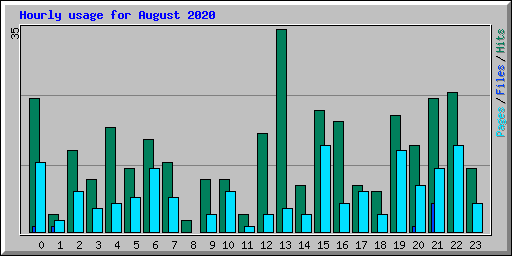 Hourly usage for August 2020
35
Pages/Files/Hits
0 1 2 3 4 5 6 7 8 9 10 11 12 13 14 15 16 17 18 19 20 21 22 23